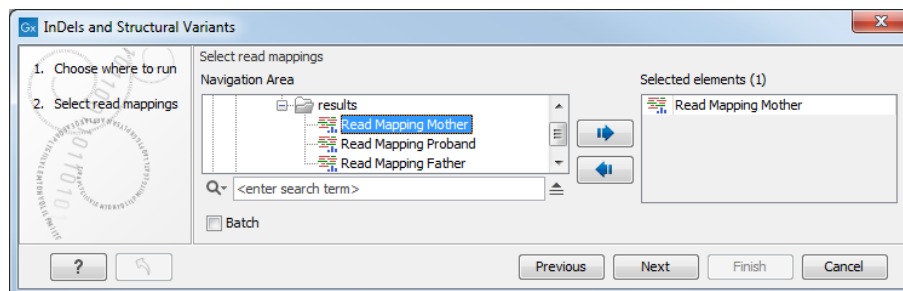 Gx InDels and Structural Variants
X
1. Choose where to run
2. Select read mappings
Select read mappings
Navigation Area
results
Read Mapping Mother
Read Mapping Proband
Read Mapping Father
<enter search term>
Batch
Selected elements (1)
Read Mapping Mother
?
Previous
Next
Finish
Cancel